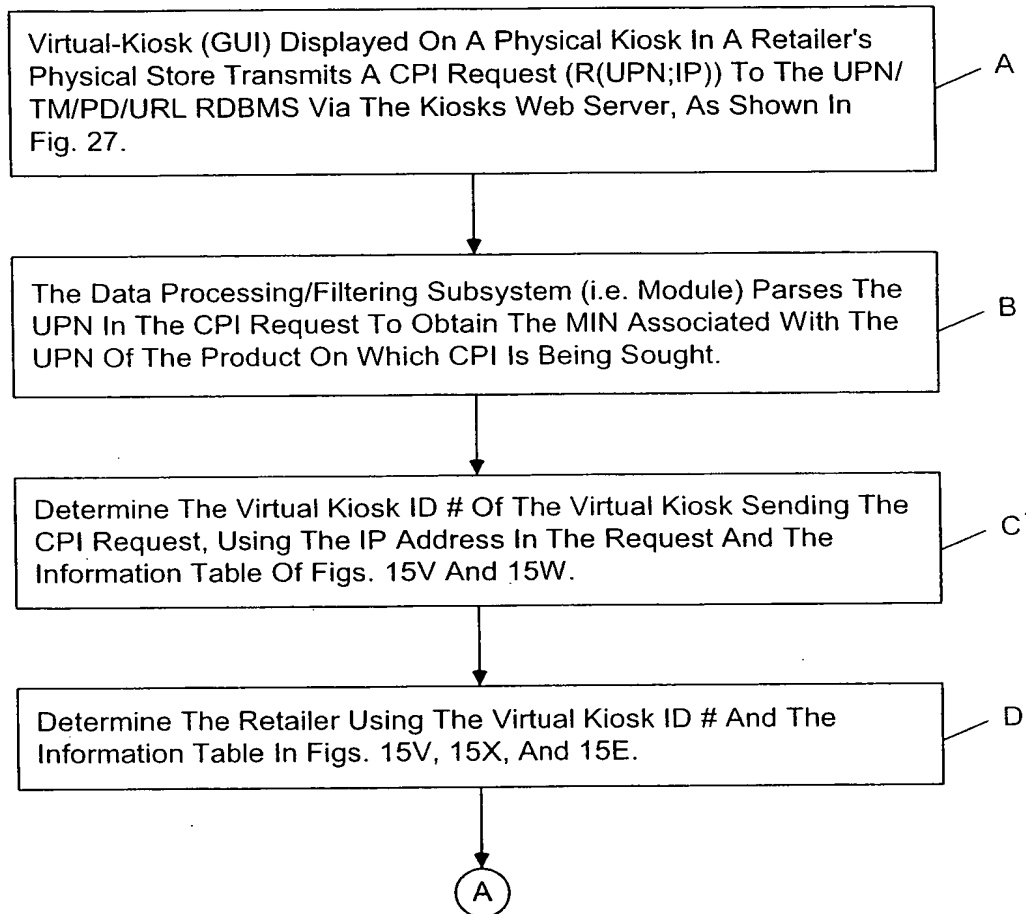 Virtual-Kiosk (GUI) Displayed On A Physical Kiosk In A Retailer's
Physical Store Transmits A CPI Request (R(UPN;IP)) To The UPN/
TM/PD/URL RDBMS Via The Kiosks Web Server, As Shown In
Fig. 27.
A
The Data Processing/Filtering Subsystem (i.e. Module) Parses The
UPN In The CPI Request To Obtain The MIN Associated With The
UPN Of The Product On Which CPI Is Being Sought.
B
Determine The Virtual Kiosk ID # Of The Virtual Kiosk Sending The
CPI Request, Using The IP Address In The Request And The
Information Table Of Figs. 15V And 15W.
C
Determine The Retailer Using The Virtual Kiosk ID # And The
Information Table In Figs. 15V, 15X, And 15E.
D
A